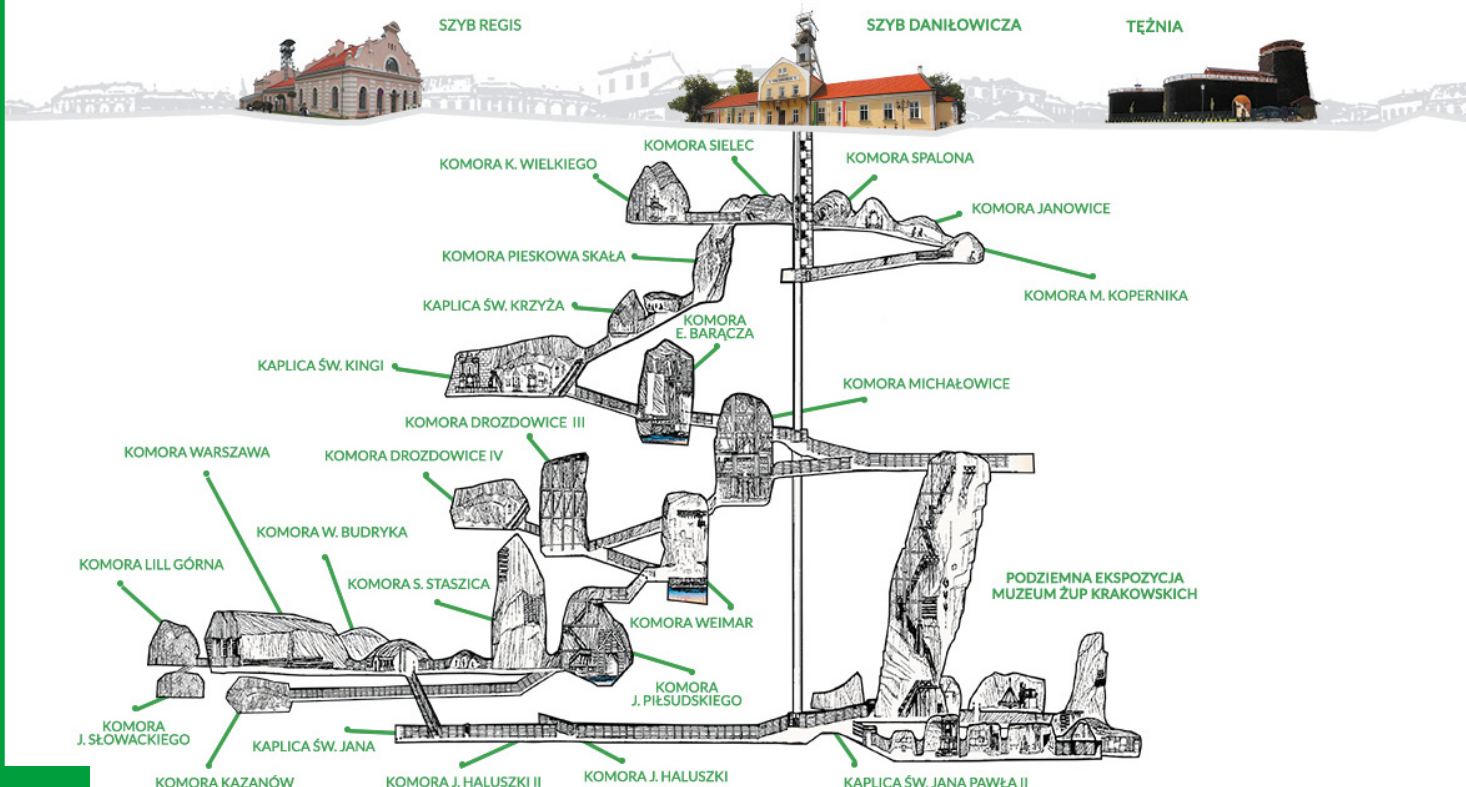 SZYB REGIS
SZYB DANIŁOWICZA
TĘŻNIA
KOMORA SIELEC
KOMORA K. WIELKIEGO
KOMORA SPALONA
KOMORA JANOWICE
KOMORA PIESKOWA SKAŁA
KOMORA M. KOPERNIKA
KAPLICA ŚW. KRZYŻA
KOMORA
E. BARĄCZA
KAPLICA ŚW. KINGI
KOMORA MICHAŁOWICE
KOMORA DROZDOWICE III
KOMORA WARSZAWA
KOMORA DROZDOWICE IV
KOMORA W. BUDRYKA
KOMORA LILL GÓRNA
KOMORA S. STASZICA
PODZIEMNA EKSPOZYCJA
MUZEUM ŻUP KRAKOWSKICH
KOMORA WEIMAR
KOMORA
J. PIŁSUDSKIEGO
KOMORA
J. SŁOWACKIEGO
KAPLICA ŚW. JANA
KOMORA KAZANÓW
KOMORA J. HALUSZKI II
KOMORA J. HALUSZKI
KAPLICA ŚW. JANA PAWŁA II